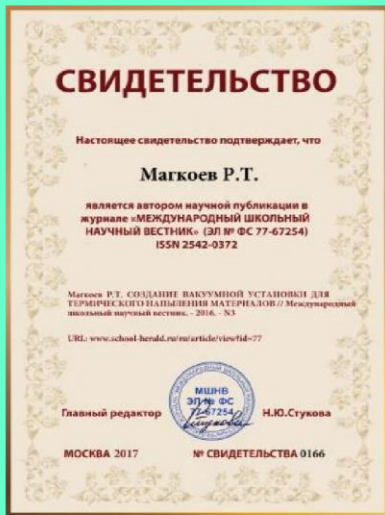 СВИДЕТЕЛЬСТВО
Настоящее свидетельство подтверждает, что
Магкоев Р.Т.
является автором научной публикации в
журнале «МЕЖДУНАРОДНЫЙ ШКОЛЬНЫЙ
НАУЧНЫЙ ВЕСТНИК» (ЭЛ № ФС 77-67254)
ISSN 2542-0372
Магкоев Р.Т. СОЗДАНИЕ ВАКУУМНОЙ УСТАНОВКИ ДЛЯ
ТЕРМИЧЕСКОГО НАПЫЛЕНИЯ МАТЕРИАЛОВ // Международный
школьный научный вестник. - 2016. - N3
URL: www.school-herald.ru/ru/article/view?id=77
МШНВ
ЭЛ № ФС
77-67254
Главный редактор
Н.Ю.Стукова
МОСКВА 2017
№ СВИДЕТЕЛЬСТВА 0166